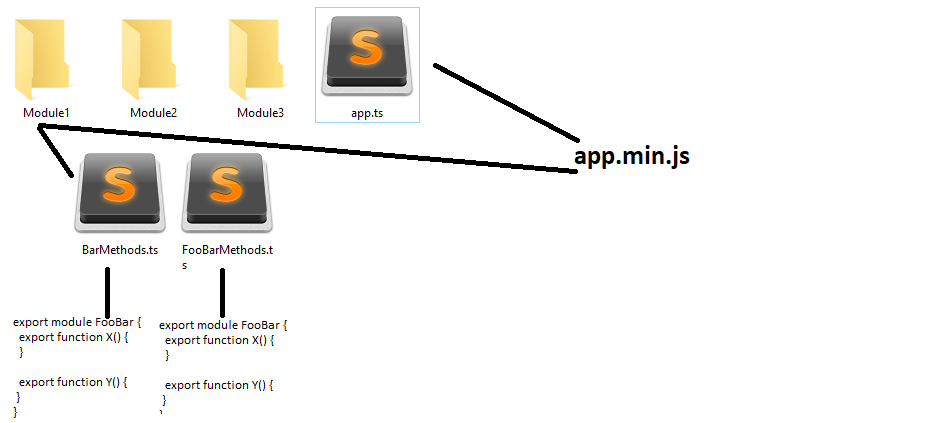 Module1
Module2
Module3
app.ts
app.min.js
BarMethods.ts
FooBarMethods.t
s
export module FooBar {
export function X() {
}
export function Y() {
}
}
export module FooBar {
export function X() {
}
export function Y() {
}